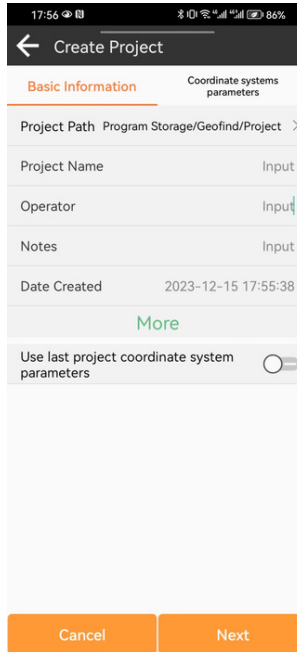 17:56 86%
Create Project
Basic Information
Coordinate systems
parameters
Project Path Program Storage/Geofind/Project
Project Name Input
Operator Input
Notes Input
Date Created 2023-12-15 17:55:38
More
Use last project coordinate system
parameters
Cancel Next